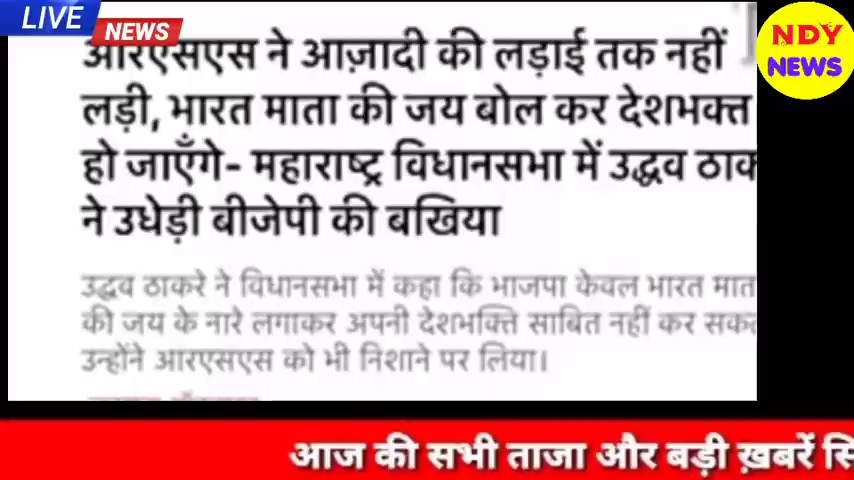 LIVE
NEWS
NDY
NEWS
आरएसएस ने आज़ादी की लड़ाई तक नहीं
लड़ी, भारत माता की जय बोल कर देशभक्त
हो जाएँगे- महाराष्ट्र विधानसभा में उद्धव
ने उधेड़ी बीजेपी की बखिया
उद्धव ठाकरे ने विधानसभा में कहा कि भाजपा केवल भारत
की जय के नारे लगाकर अपनी देशभक्ति साबित नहीं कर
उन्होंने आरएसएस को भी निशाने पर लिया।
आज की सभी ताजा और बड़ी ख़बरें